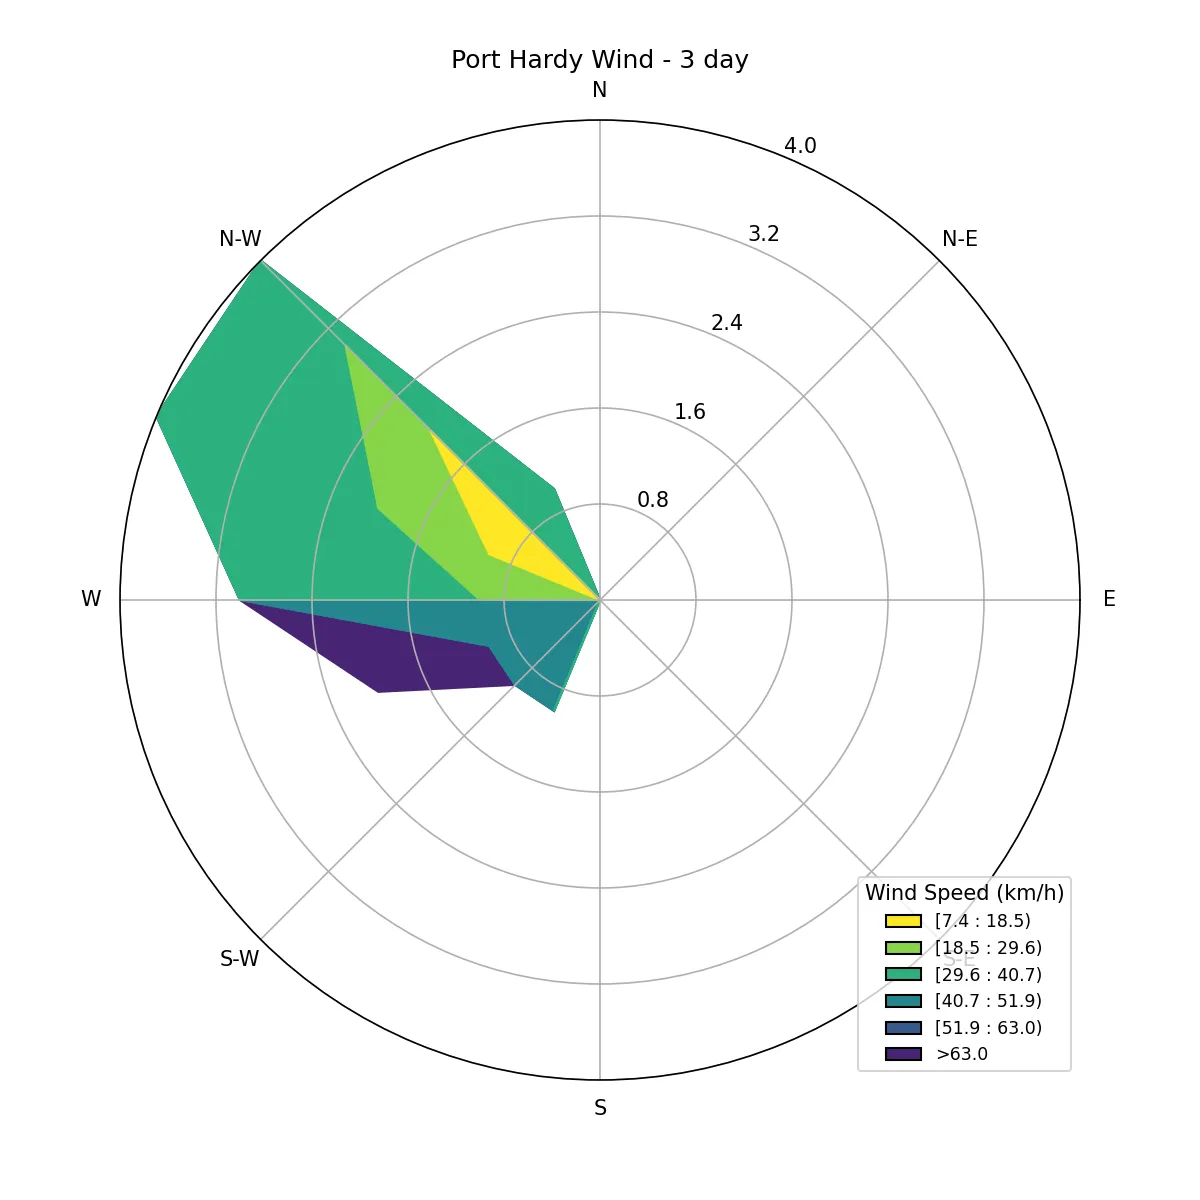 Port Hardy Wind - 3 day
N
4.0
N-W
3.2
N-E
2.4
1.6
0.8
W
E
S-W
S-E
Wind Speed (km/h)
[7.4 : 18.5)
[18.5 : 29.6)
[29.6 : 40.7)
[40.7 : 51.9)
[51.9 : 63.0)
>63.0
S